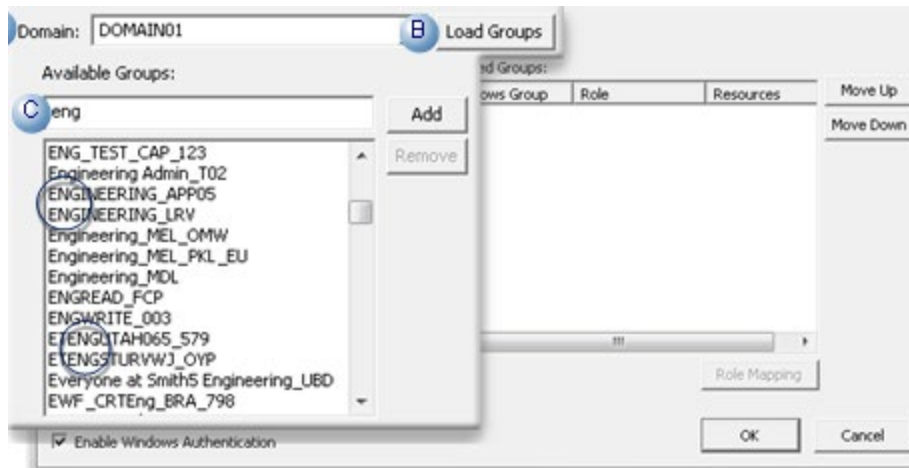 Domain: DOMAIN01 B Load Groups
Available Groups:
ed Groups:
ows Group Role Resources Move Up
C eng Add
Move Down
ENG_TEST_CAP_123
Remove
Engineering Admin_T02
ENGINEERING_APP05
ENGINEERING_LRV
Engineering_MEL_OMW
Engineering_MEL_PKL_EU
Engineering_MDL
ENGREAD_FCP
ENGWRITE_003
ETENGUTAH065_579
ETENGSTURVWJ_OYP
Everyone at Smith5 Engineering_UBD
Role Mapping
EWF_CRTEng_BRA_798
Enable Windows Authentication OK Cancel